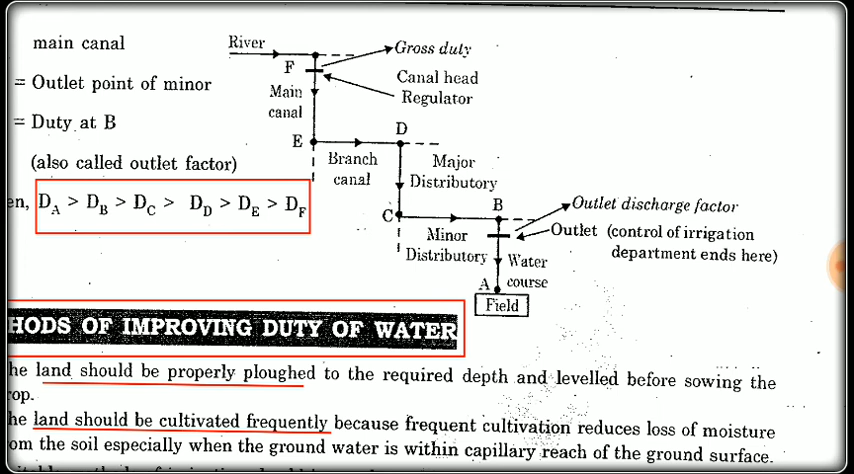 main canal
= Outlet point of minor
= Duty at B
(also called outlet factor)
en, D_A > D_B > D_C > D_D > D_E > D_F
River
Gross duty
F
Canal head
Regulator
Main
canal
E
D
Branch
canal
Major
Distributory
C
B
Outlet discharge factor
Minor
Distributory
Outlet (control of irrigation
department ends here)
Water
course
A
Field
HODS OF IMPROVING DUTY OF WATER
he land should be properly ploughed to the required depth and levelled before sowing the
rop.
he land should be cultivated frequently because frequent cultivation reduces loss of moisture
om the soil especially when the ground water is within capillary reach of the ground surface.